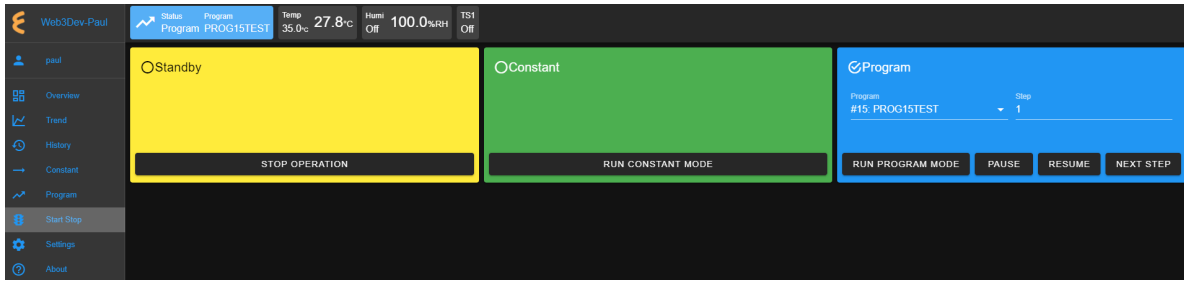 Web3Dev-Paul
Status Program
Program PROG15TEST
Temp
35.0°C 27.8°C
Humi
Off 100.0%RH
TS1
Off
paul
Overview
Trend
History
Constant
Program
Start Stop
Settings
About
Standby
STOP OPERATION
Constant
RUN CONSTANT MODE
Program
Program Step
#15: PROG15TEST 1
RUN PROGRAM MODE PAUSE RESUME NEXT STEP